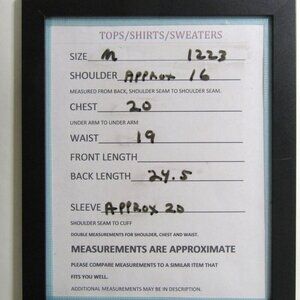 TOPS/SHIRTS/SWEATERS
SIZE M 1223
SHOULDER Approx 16
MEASURED FROM BACK, SHOULDER SEAM TO SHOULDER SEAM.
CHEST 20
UNDER ARM TO UNDER ARM
WAIST 19
FRONT LENGTH
BACK LENGTH 24.5
SLEEVE Approx 20
SHOULDER SEAM TO CUFF
DOUBLE MEASUREMENTS FOR SHOULDER, CHEST AND WAIST.
MEASUREMENTS ARE APPROXIMATE
PLEASE COMPARE MEASUREMENTS TO A SIMILAR ITEM THAT
FITS YOU WELL.
ADDITIONAL MEASUREMENTS MAY BE IN DESCRIPTION.